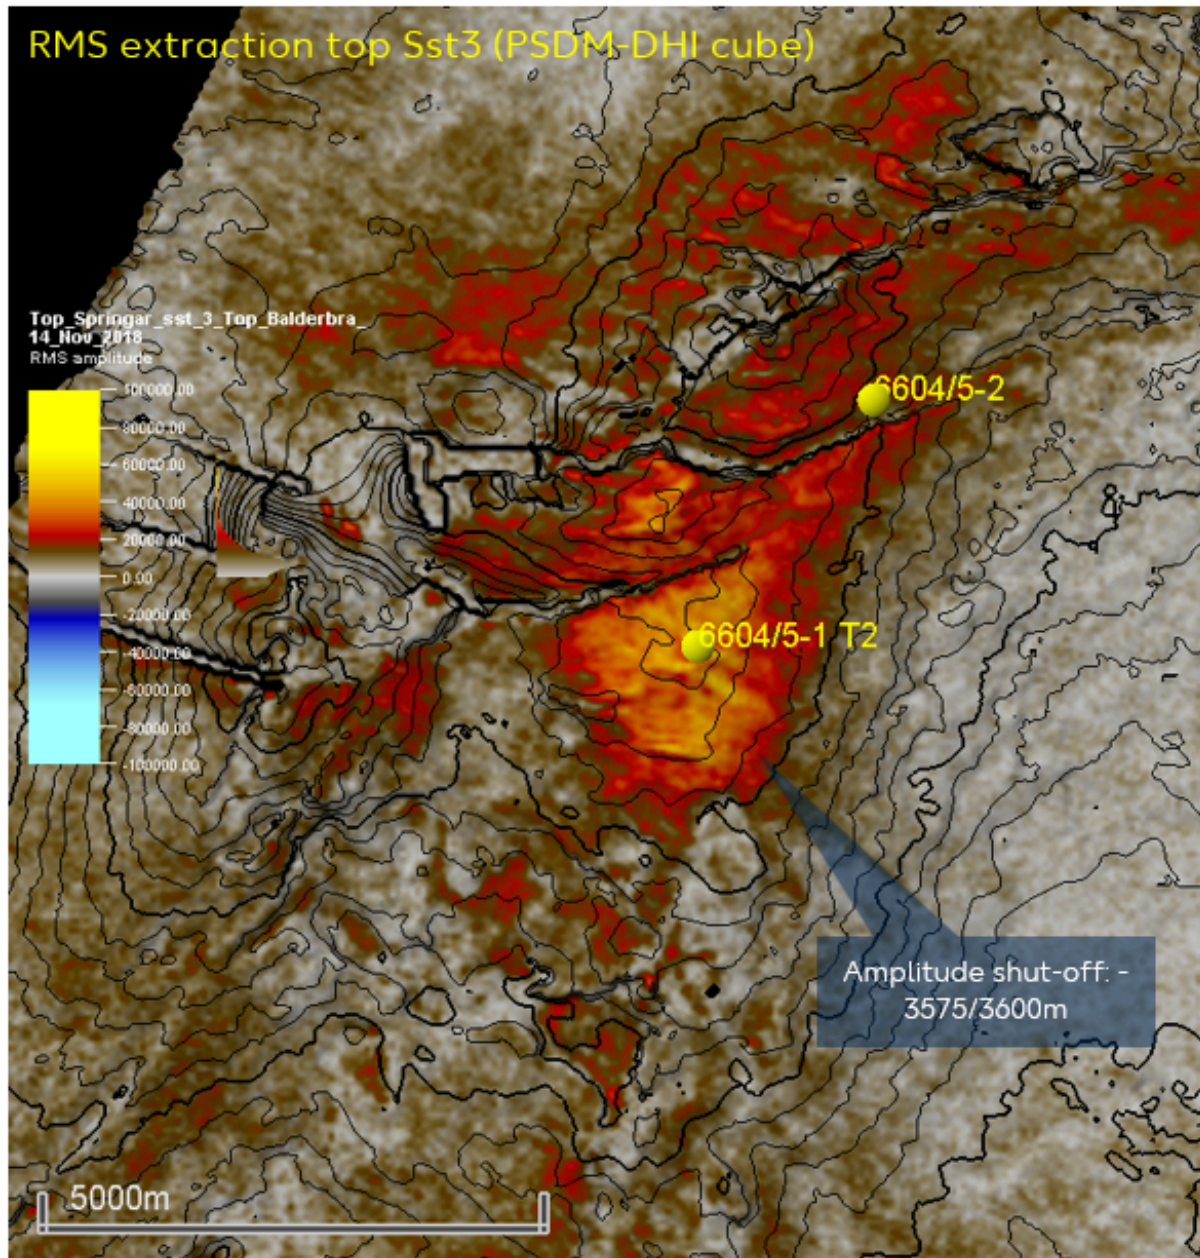 RMS extraction top Sst3 (PSDM-DHI cube)
Top_Springar_sst_3_Top_Balderbra_
14_Nov_2018
RMS amplitude
100000.00
80000.00
60000.00
40000.00
20000.00
0.00
-20000.00
-40000.00
-60000.00
-80000.00
-100000.00
6604/5-2
6604/5-1 T2
Amplitude shut-off: -
3575/3600m
5000m